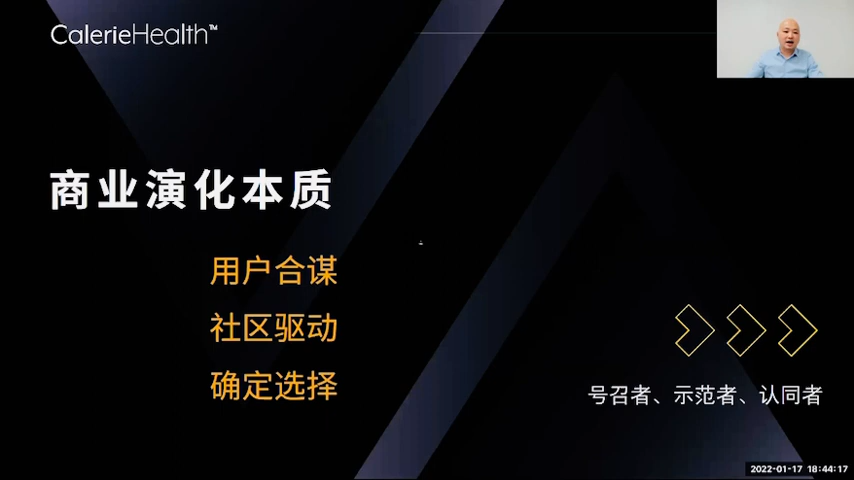 CalerieHealth™
商业演化本质
用户合谋
社区驱动
确定选择
号召者、示范者、认同者
2022-01-17 18:44:17